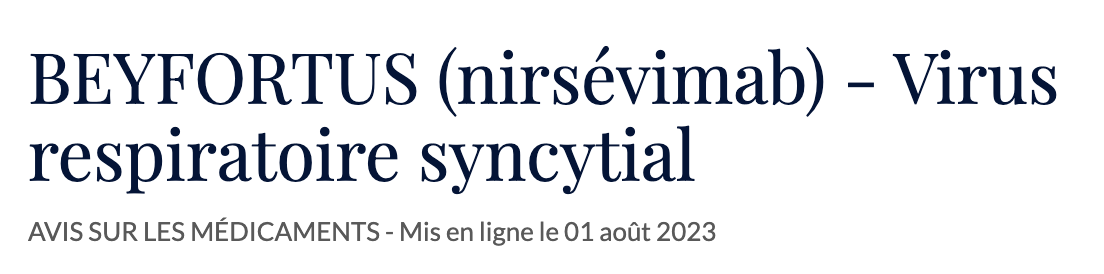 BEYFORTUS (nirsévimab) - Virus
respiratoire syncytial
AVIS SUR LES MÉDICAMENTS - Mis en ligne le 01 août 2023